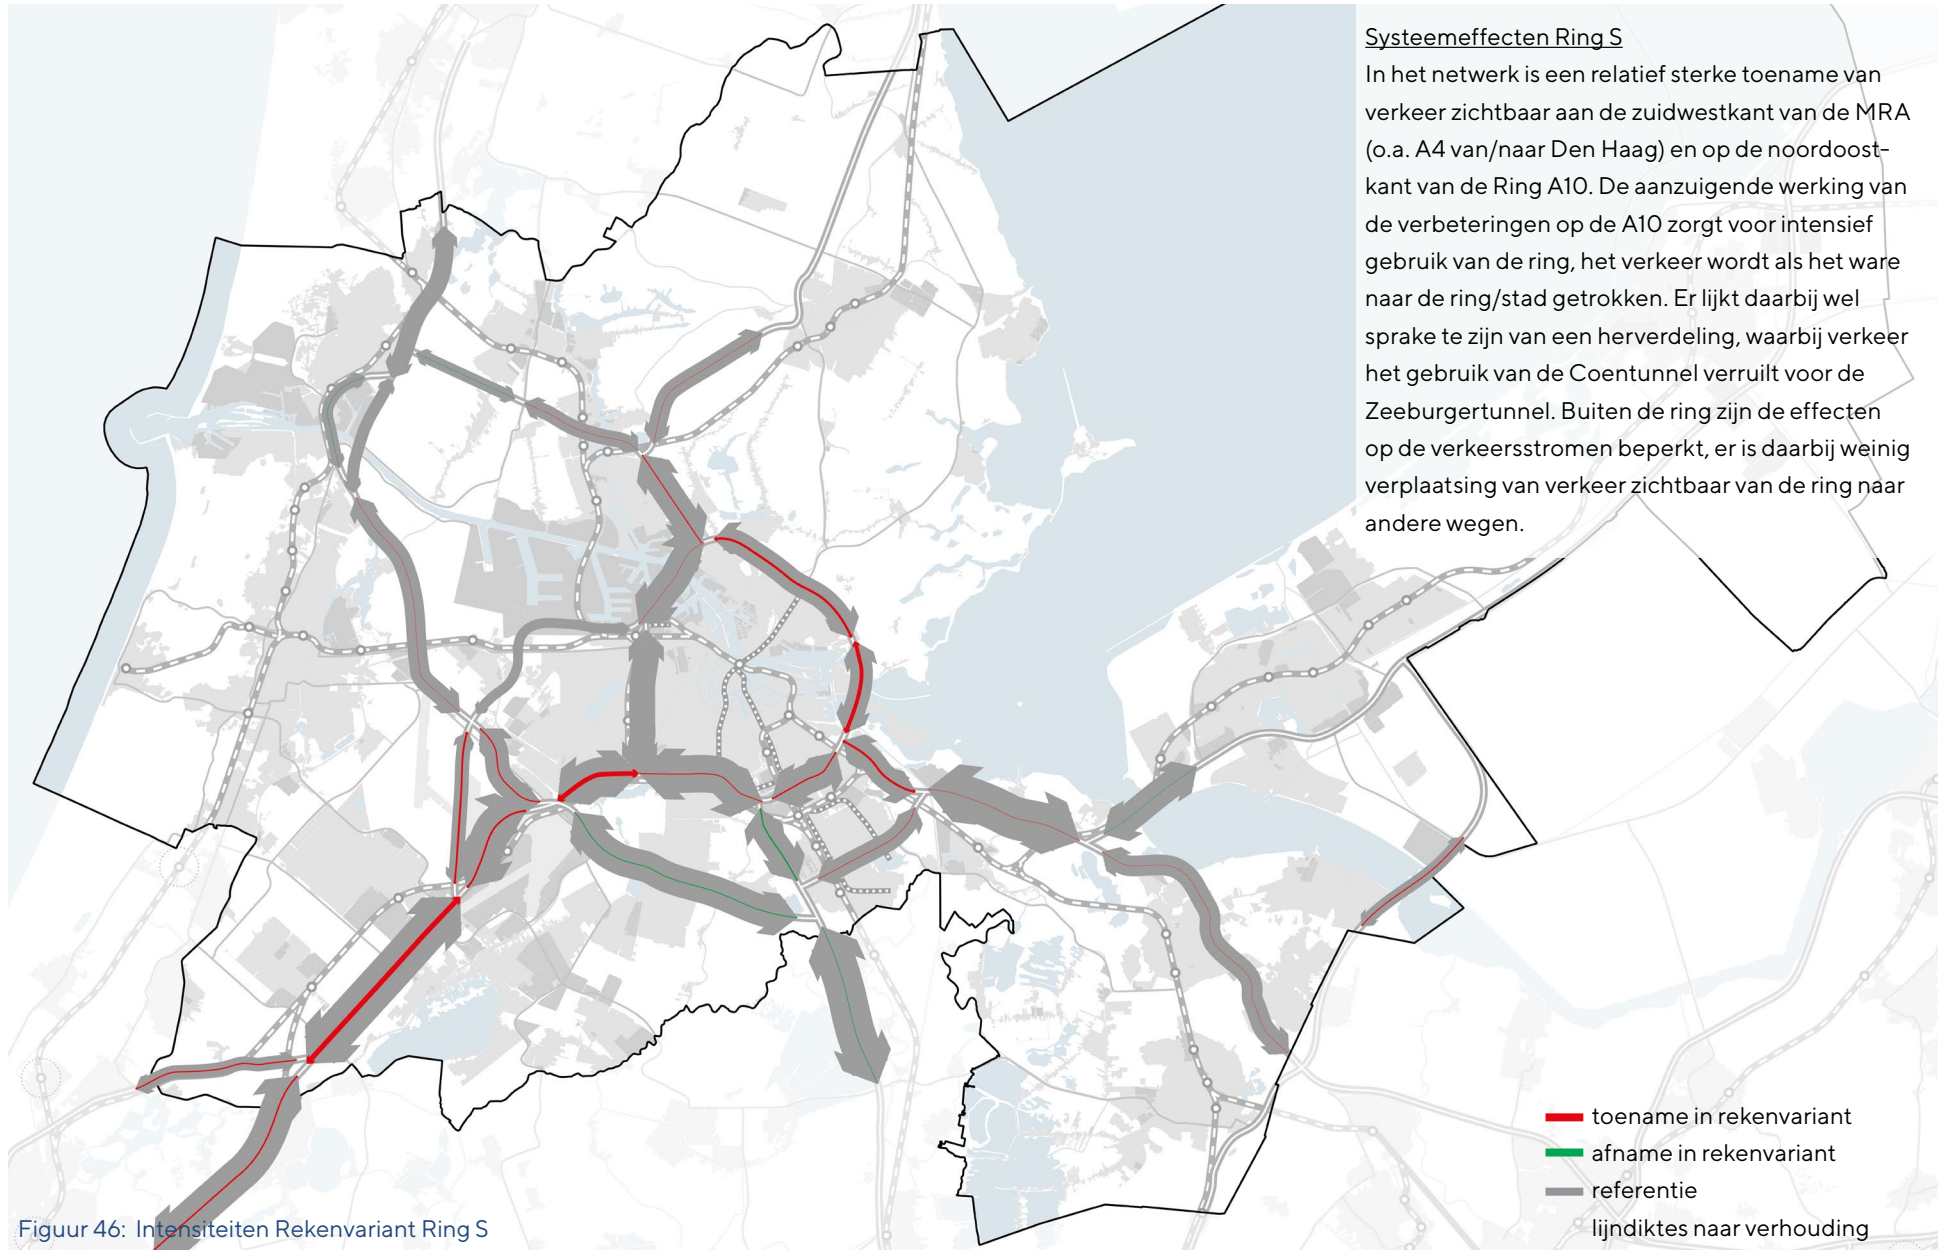 Systeemeffecten Ring S
In het netwerk is een relatief sterke toename van
verkeer zichtbaar aan de zuidwestkant van de MRA
(o.a. A4 van/naar Den Haag) en op de noordoost-
kant van de Ring A10. De aanzuigende werking van
de verbeteringen op de A10 zorgt voor intensief
gebruik van de ring, het verkeer wordt als het ware
naar de ring/stad getrokken. Er lijkt daarbij wel
sprake te zijn van een herverdeling, waarbij verkeer
het gebruik van de Coentunnel verruilt voor de
Zeeburgertunnel. Buiten de ring zijn de effecten
op de verkeersstromen beperkt, er is daarbij weinig
verplaatsing van verkeer zichtbaar van de ring naar
andere wegen.
toename in rekenvariant
afname in rekenvariant
referentie
lijndiktes naar verhouding
Figuur 46: Intensiteiten Rekenvariant Ring S